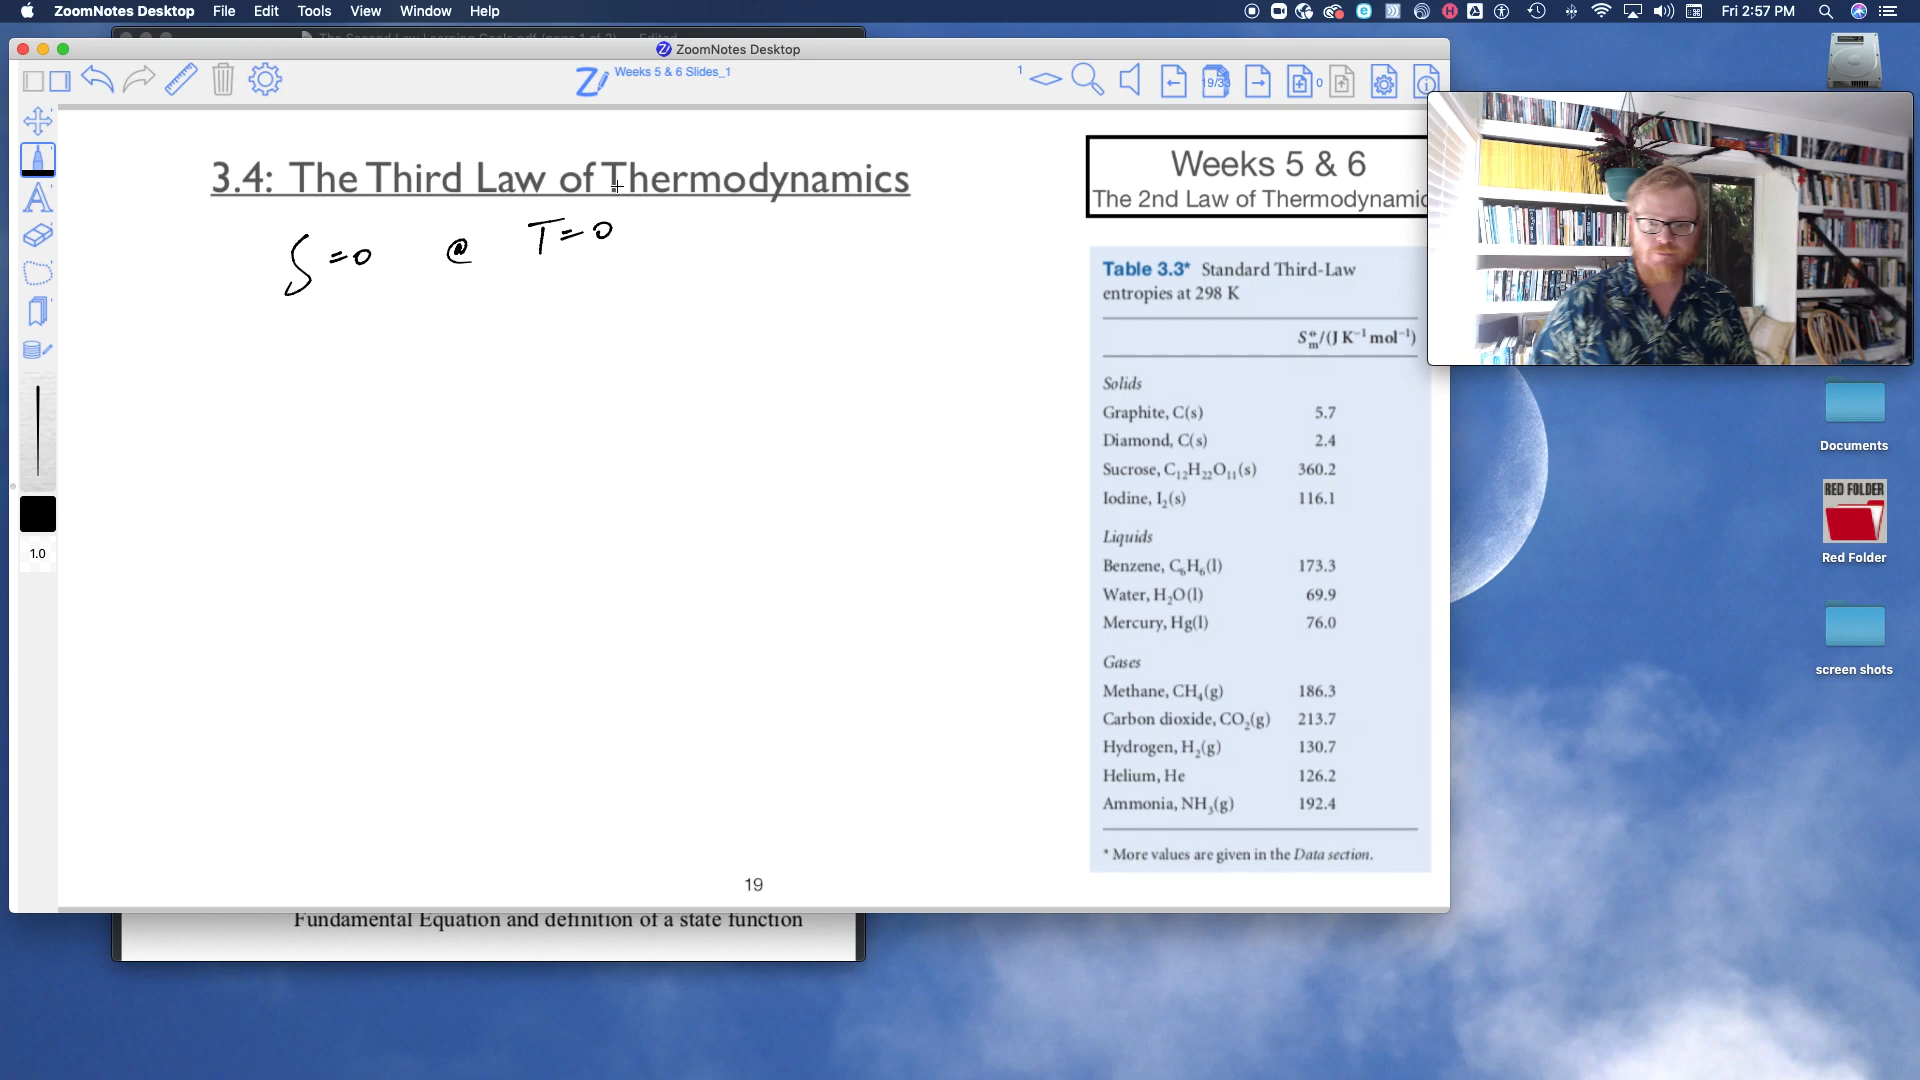 ZoomNotes Desktop File Edit Tools View Window Help
Fri 2:57 PM
ZoomNotes Desktop
Weeks 5 & 6 Slides_1
1
19/33
0
3.4: The Third Law of Thermodynamics
S = 0 @ T = 0
Weeks 5 & 6
The 2nd Law of Thermodynamic
Table 3.3* Standard Third-Law
entropies at 298 K
S⦵m/(J K⁻¹ mol⁻¹)
Solids
Graphite, C(s) 5.7
Diamond, C(s) 2.4
Sucrose, C₁₂H₂₂O₁₁(s) 360.2
Iodine, I₂(s) 116.1
Liquids
Benzene, C₆H₆(l) 173.3
Water, H₂O(l) 69.9
Mercury, Hg(l) 76.0
Gases
Methane, CH₄(g) 186.3
Carbon dioxide, CO₂(g) 213.7
Hydrogen, H₂(g) 130.7
Helium, He 126.2
Ammonia, NH₃(g) 192.4
* More values are given in the Data section.
19
1.0
Fundamental Equation and definition of a state function
Documents
RED FOLDER
Red Folder
screen shots